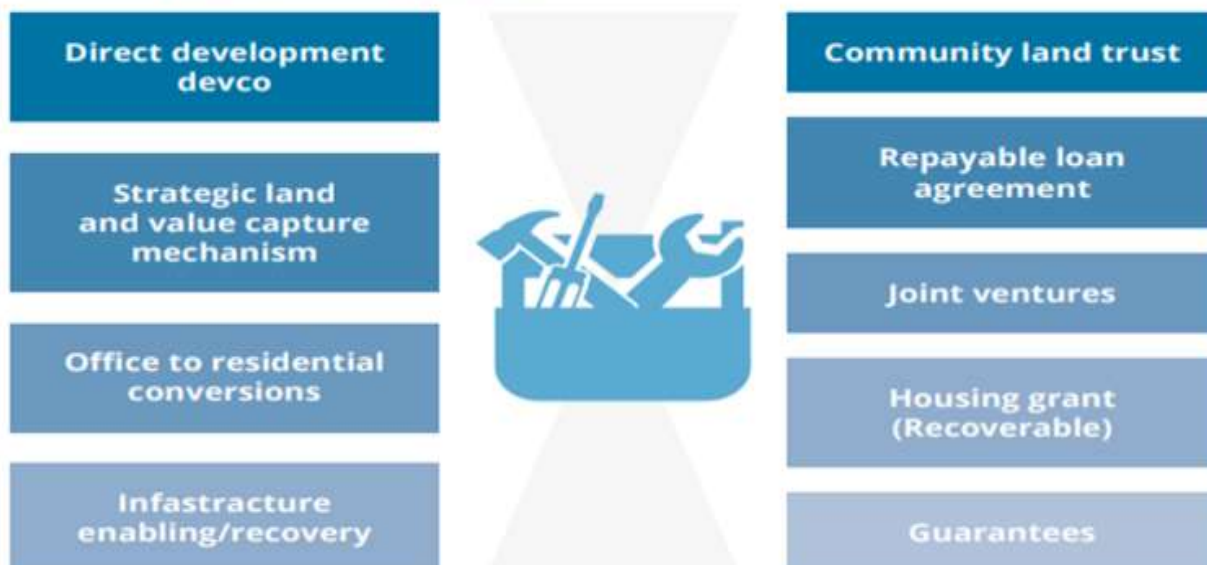 Direct development
devco
Strategic land
and value capture
mechanism
Office to residential
conversions
Infastracture
enabling/recovery
Community land trust
Repayable loan
agreement
Joint ventures
Housing grant
(Recoverable)
Guarantees